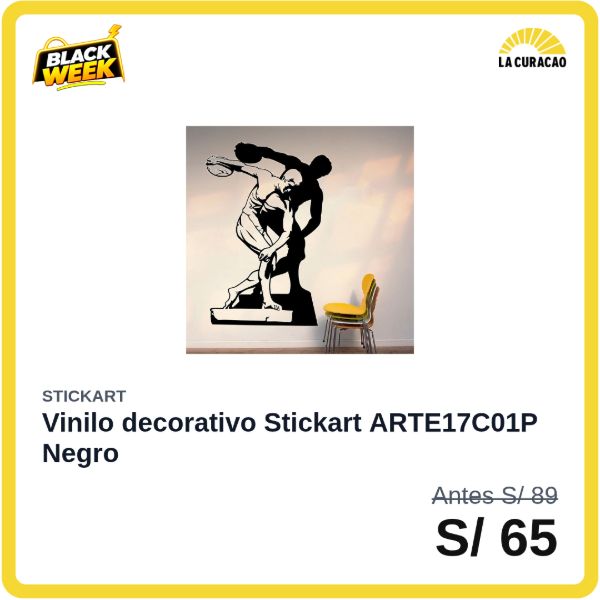 BLACK
WEEK
LA CURACAO
STICKART
Vinilo decorativo Stickart ARTE17C01P
Negro
Antes S/ 89
S/ 65